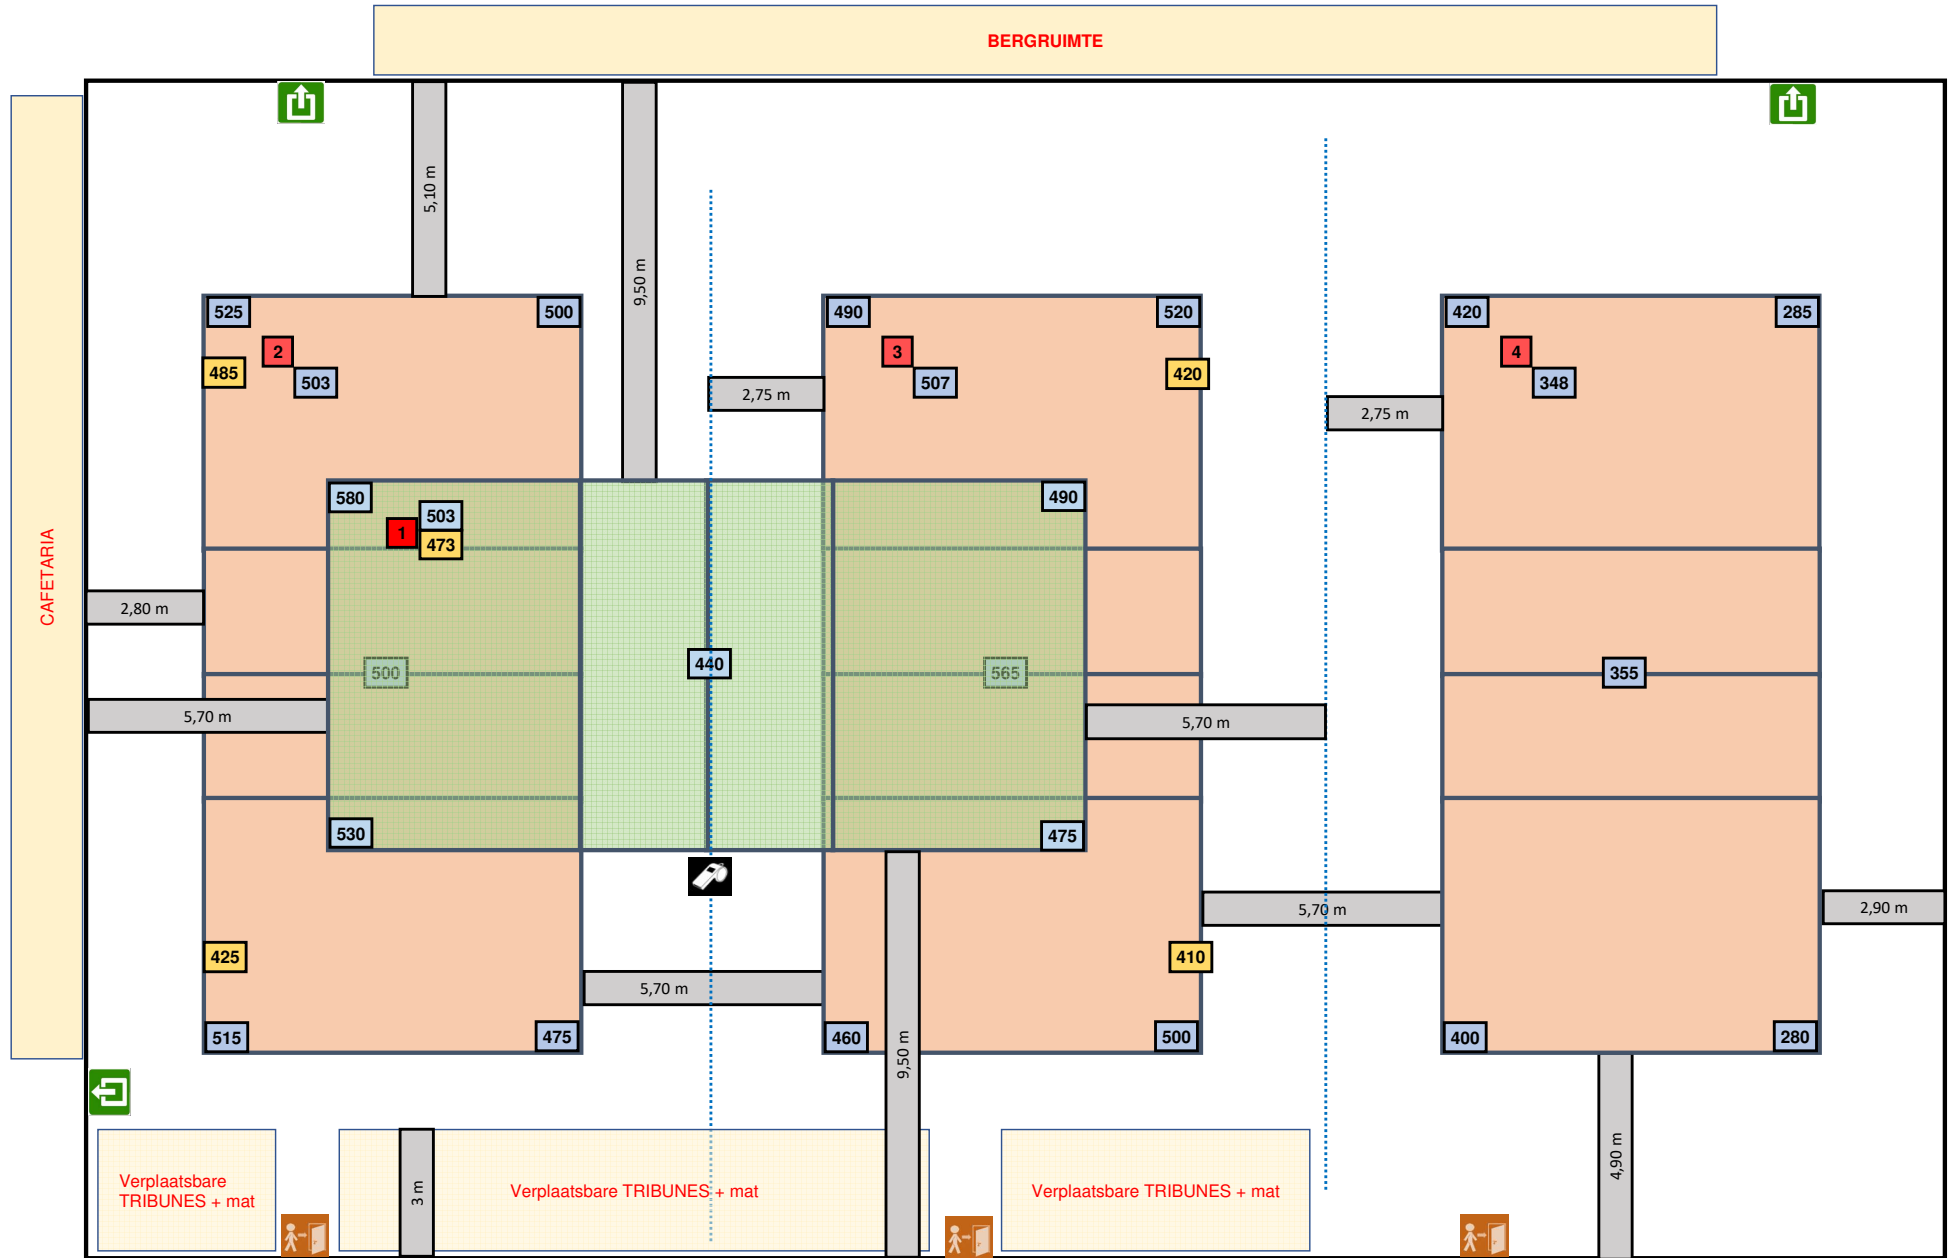 BERGRUIMTE
CAFETARIA
5,10 m
9,50 m
525
500
490
520
420
285
2
3
4
485
503
507
420
348
2,75 m
2,75 m
580
503
490
1
473
2,80 m
500
440
565
355
5,70 m
5,70 m
530
475
5,70 m
2,90 m
425
410
5,70 m
515
475
460
500
400
280
9,50 m
4,90 m
3 m
Verplaatsbare
TRIBUNES + mat
Verplaatsbare TRIBUNES + mat
Verplaatsbare TRIBUNES + mat